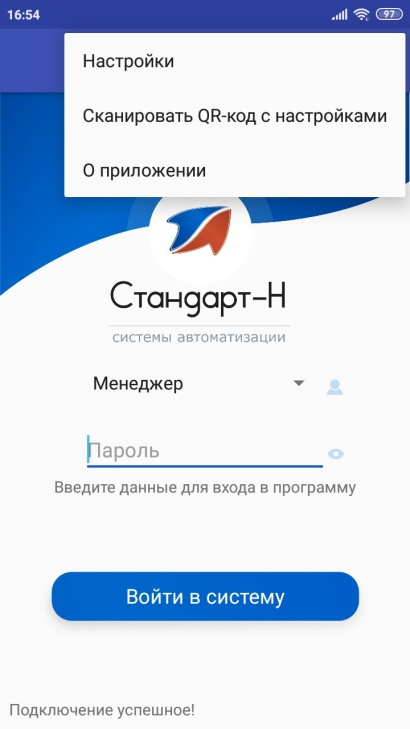 16:54
97
Настройки
Сканировать QR-код с настройками
О приложении
Стандарт-Н
системы автоматизации
Менеджер
Пароль
Введите данные для входа в программу
Войти в систему
Подключение успешное!